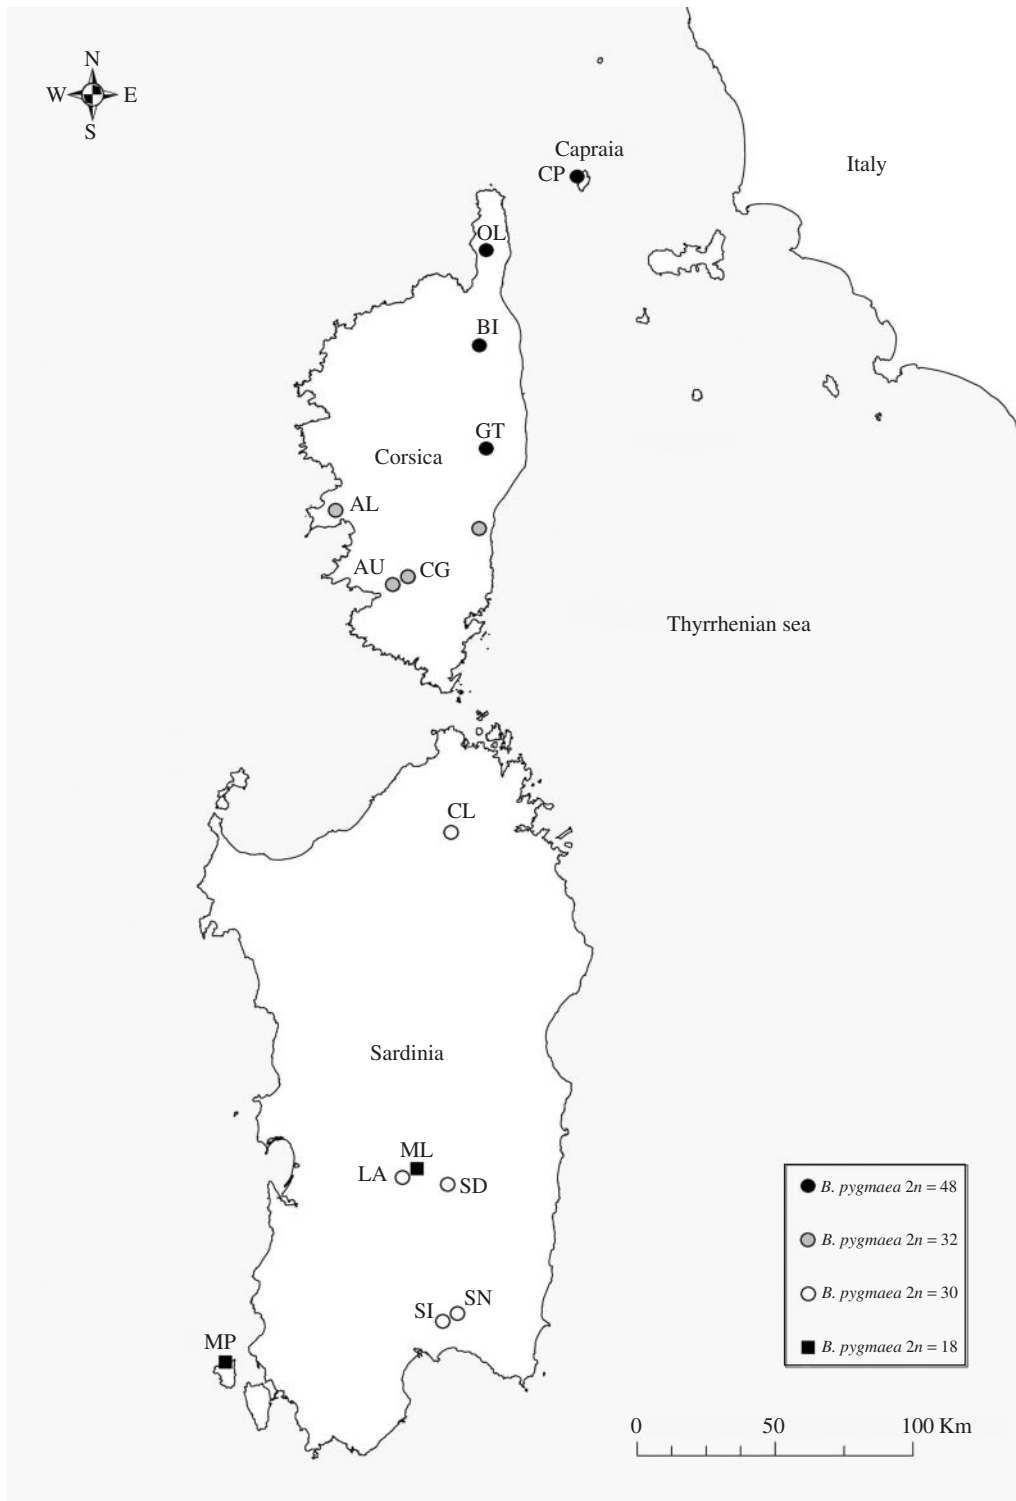 N
W E
S
Capraia
CP
Italy
OL
BI
GT
Corsica
AL
AU CG
Thyrrhenian sea
CL
Sardinia
ML
LA
SD
SN
SI
MP
B. pygmaea 2n = 48
B. pygmaea 2n = 32
B. pygmaea 2n = 30
B. pygmaea 2n = 18
0 50 100 Km